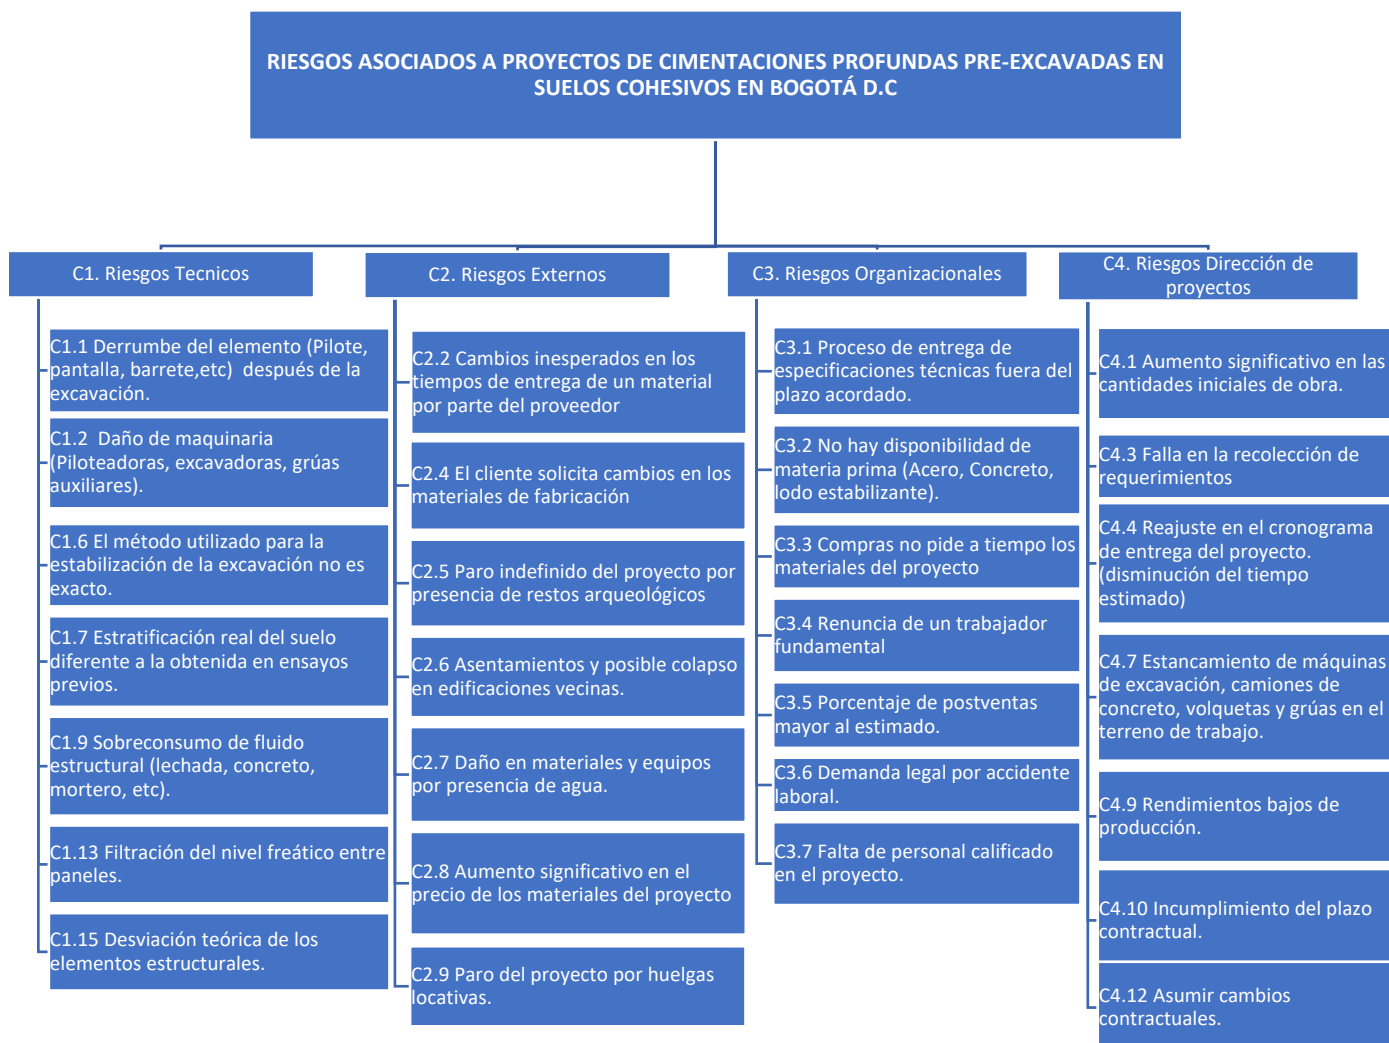 RIESGOS ASOCIADOS A PROYECTOS DE CIMENTACIONES PROFUNDAS PRE-EXCAVADAS EN
SUELOS COHESIVOS EN BOGOTÁ D.C
C1. Riesgos Tecnicos
C1.1 Derrumbe del elemento (Pilote,
pantalla, barrete,etc)  después de la
excavación.
C1.2  Daño de maquinaria
(Piloteadoras, excavadoras, grúas
auxiliares).
C1.6 El método utilizado para la
estabilización de la excavación no es
exacto.
C1.7 Estratificación real del suelo
diferente a la obtenida en ensayos
previos.
C1.9 Sobreconsumo de fluido
estructural (lechada, concreto,
mortero, etc).
C1.13 Filtración del nivel freático entre
paneles.
C1.15 Desviación teórica de los
elementos estructurales.
C2. Riesgos Externos
C2.2 Cambios inesperados en los
tiempos de entrega de un material
por parte del proveedor
C2.4 El cliente solicita cambios en los
materiales de fabricación
C2.5 Paro indefinido del proyecto por
presencia de restos arqueológicos
C2.6 Asentamientos y posible colapso
en edificaciones vecinas.
C2.7 Daño en materiales y equipos
por presencia de agua.
C2.8 Aumento significativo en el
precio de los materiales del proyecto
C2.9 Paro del proyecto por huelgas
locativas.
C3. Riesgos Organizacionales
C3.1 Proceso de entrega de
especificaciones técnicas fuera del
plazo acordado.
C3.2 No hay disponibilidad de
materia prima (Acero, Concreto,
lodo estabilizante).
C3.3 Compras no pide a tiempo los
materiales del proyecto
C3.4 Renuncia de un trabajador
fundamental
C3.5 Porcentaje de postventas
mayor al estimado.
C3.6 Demanda legal por accidente
laboral.
C3.7 Falta de personal calificado
en el proyecto.
C4. Riesgos Dirección de
proyectos
C4.1 Aumento significativo en las
cantidades iniciales de obra.
C4.3 Falla en la recolección de
requerimientos
C4.4 Reajuste en el cronograma
de entrega del proyecto.
(disminución del tiempo
estimado)
C4.7 Estancamiento de máquinas
de excavación, camiones de
concreto, volquetas y grúas en el
terreno de trabajo.
C4.9 Rendimientos bajos de
producción.
C4.10 Incumplimiento del plazo
contractual.
C4.12 Asumir cambios
contractuales.